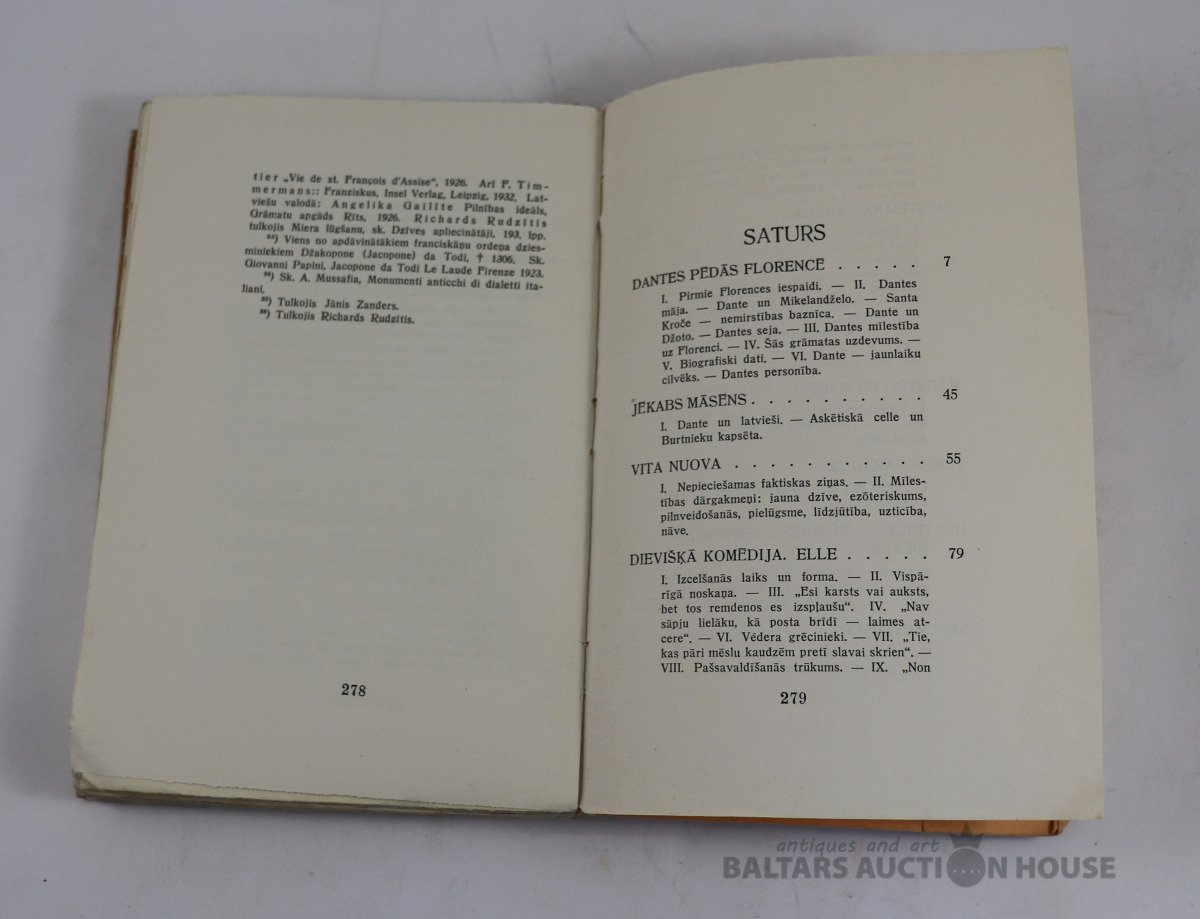 tier „Vie de st. François d'Assise“, 1926. Arī F. Tim-
mermans:: Franziskus, Insel Verlag, Leipzig, 1932. Lat-
viešu valodā: Angelika Gailīte Pilnības ideāls,
Grāmatu apgāds Rīts, 1926. Richards Rudzītis
tulkojis Miera lūgšanu, sk. Dzīves apliecinātāji, 193. lpp.
) Viens no apdāvinātākiem franciskāņu ordeņa dzies-
miniekiem Džakopone (Jacopone) da Todi, † 1306. Sk.
Giovanni Papini, Jacopone da Todi Le Laude Firenze 1923.
) Sk. A. Mussafia, Monumenti anticchi di dialetti ita-
liani.
) Tulkojis Jānis Zanders.
) Tulkojis Richards Rudzītis.
278
SATURS
DANTES PĒDĀS FLORENCĒ . . . . . 7
I. Pirmie Florences iespaidi. — II. Dantes
māja. — Dante un Mikelandželo. — Santa
Kroče — nemirstības baznīca. — Dante un
Džoto. — Dantes seja. — III. Dantes mīlestība
uz Florenci. — IV. Šās grāmatas uzdevums. —
V. Biografiski dati. — VI. Dante — jaunlaiku
cilvēks. — Dantes personība.
JĒKABS MĀSĒNS . . . . . . . . . . 45
I. Dante un latvieši. — Askētiskā celle un
Burtnieku kapsēta.
VITA NUOVA . . . . . . . . . . . 55
I. Nepieciešamas faktiskas ziņas. — II. Mīles-
tības dārgakmeņi: jauna dzīve, ezōteriskums,
pilnveidošanās, pielūgsme, līdzjūtība, uzticība,
nāve.
DIEVIŠĶĀ KOMĒDIJA. ELLE . . . . . 79
I. Izcelšanās laiks un forma. — II. Vispā-
rīgā noskaņa. — III. „Esi karsts vai auksts,
bet tos remdenos es izspļaušu“. IV. „Nav
sāpju lielāku, kā posta brīdī — laimes at-
cere“. — VI. Vēdera grēcinieki. — VII. „Tie,
kas pāri mēslu kaudzēm pretī slavai skrien“. —
VIII. Pašsavaldīšanās trūkums. — IX. „Non
279
antiques and art
BALTARS AUCTION HOUSE